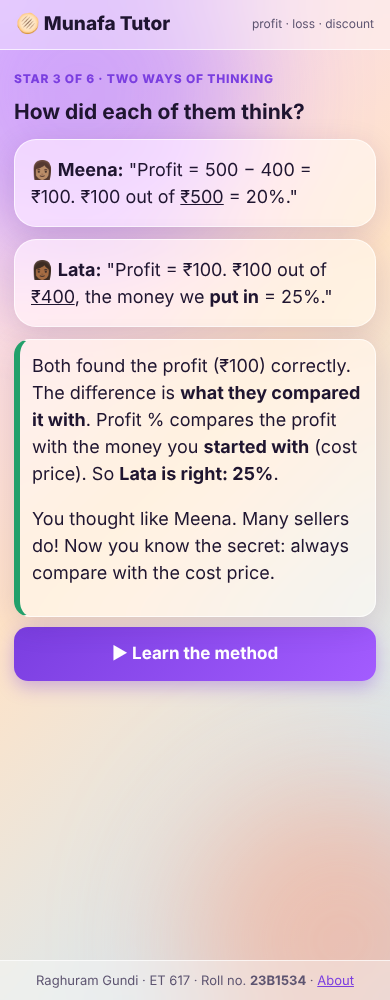 Munafa Tutor
profit · loss · discount
STAR 3 OF 6 · TWO WAYS OF THINKING
How did each of them think?
Meena: "Profit = 500 − 400 =
₹100. ₹100 out of ₹500 = 20%."
Lata: "Profit = ₹100. ₹100 out of
₹400, the money we put in = 25%."
Both found the profit (₹100) correctly.
The difference is what they compared
it with. Profit % compares the profit
with the money you started with (cost
price). So Lata is right: 25%.
You thought like Meena. Many sellers
do! Now you know the secret: always
compare with the cost price.
▶ Learn the method
Raghuram Gundi · ET 617 · Roll no. 23B1534 · About